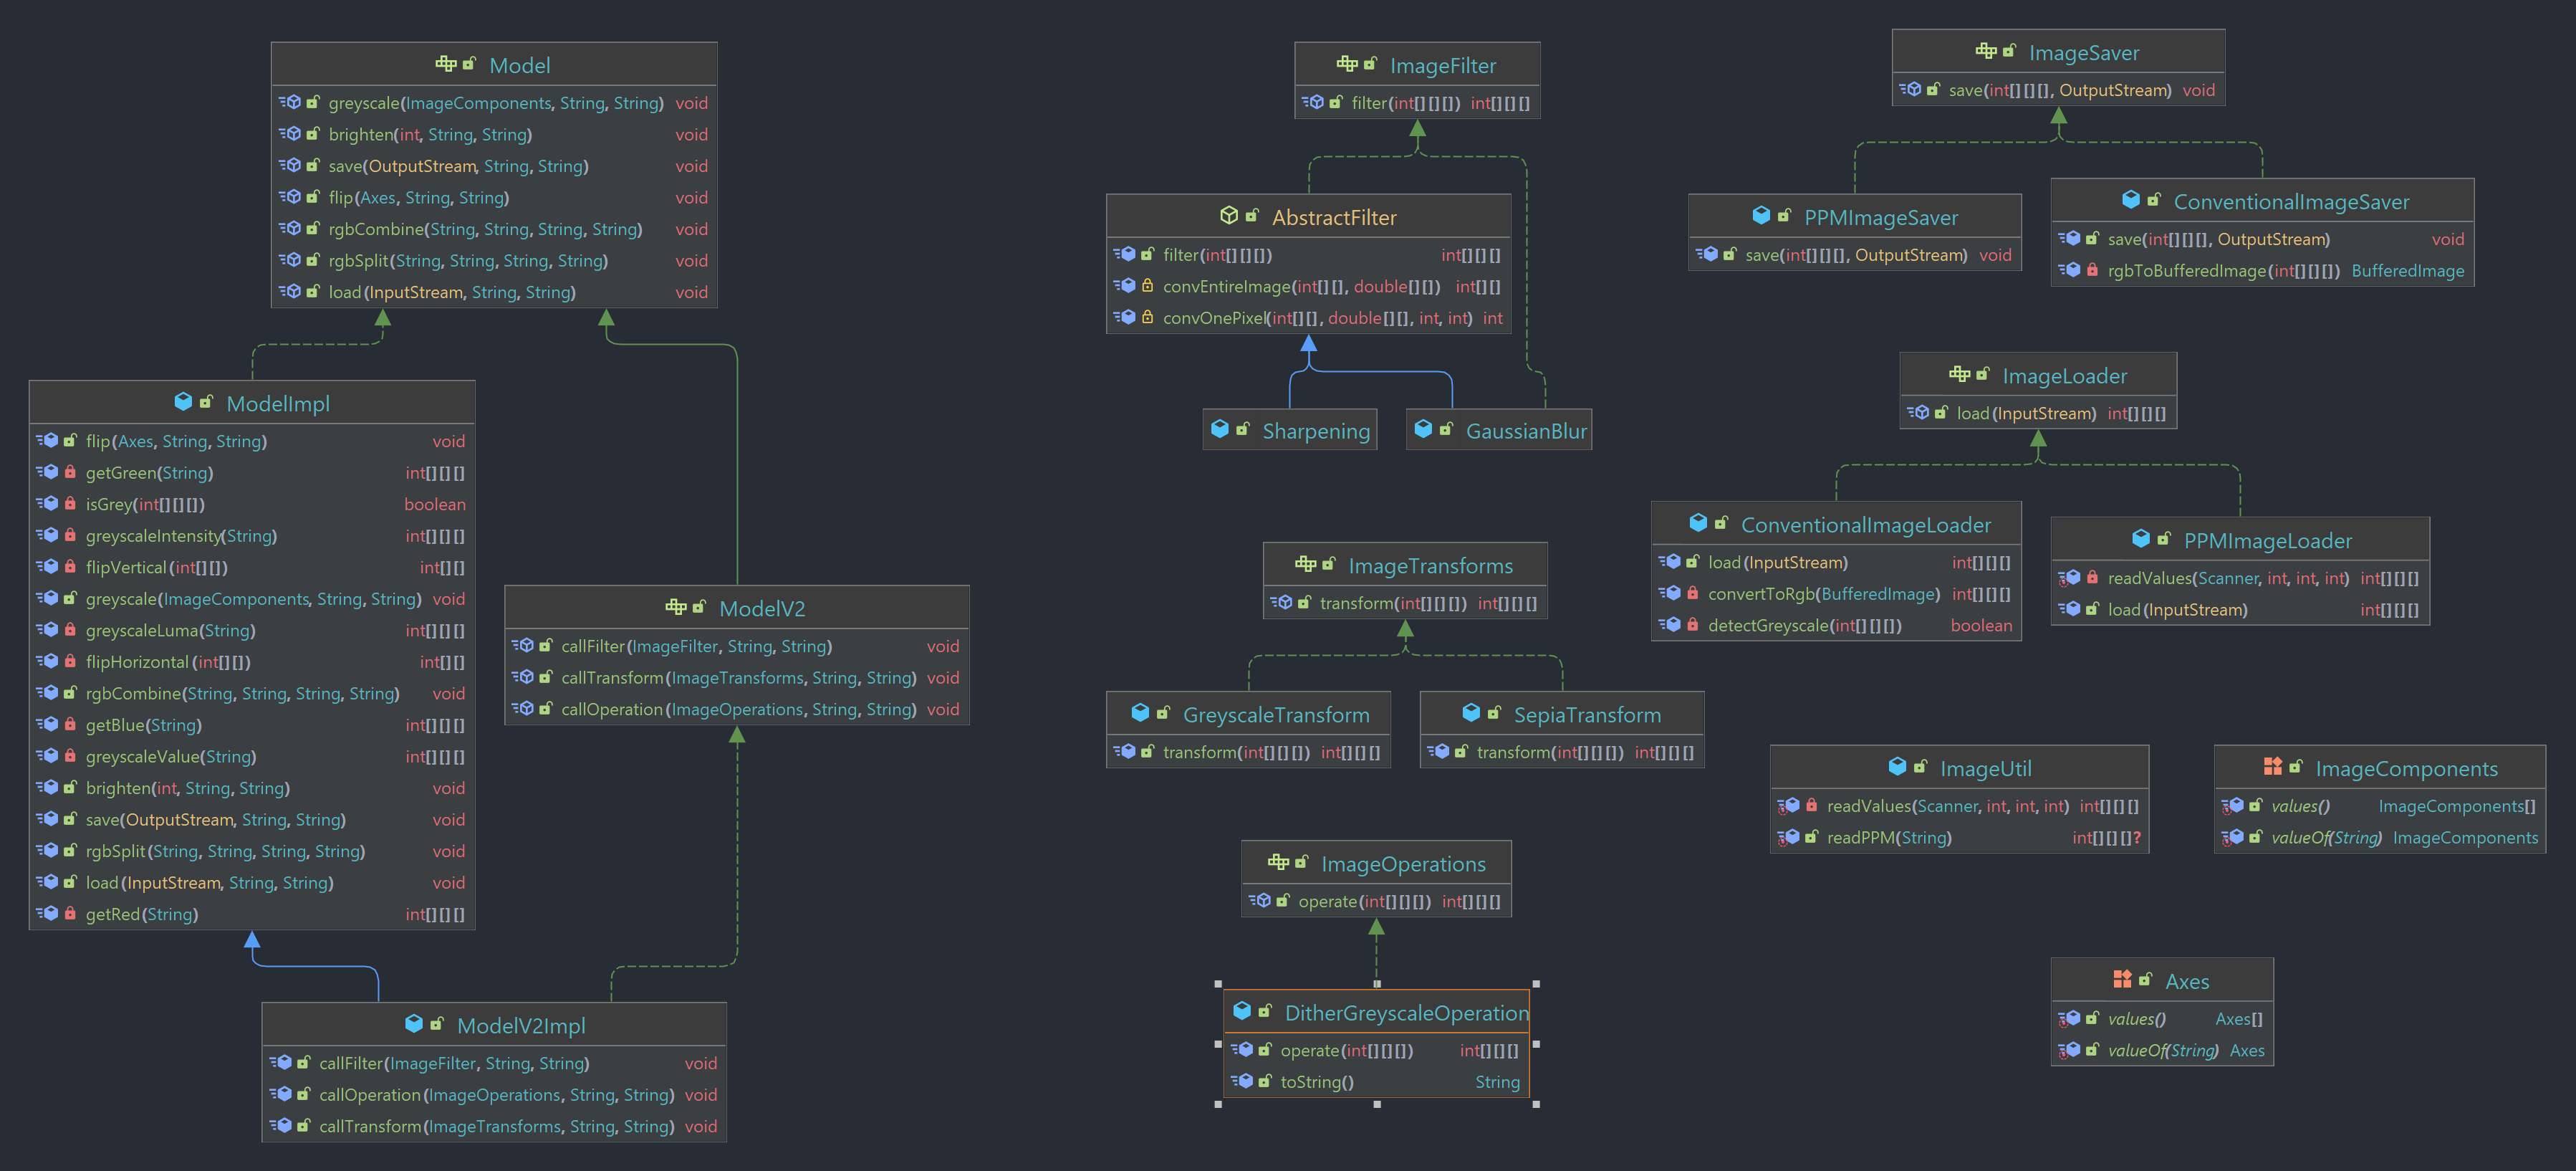 Model
greyscale(ImageComponents, String, String) void
brighten(int, String, String) void
save(OutputStream, String, String) void
flip(Axes, String, String) void
rgbCombine(String, String, String, String) void
rgbSplit(String, String, String, String) void
load(InputStream, String, String) void
ModelImpl
flip(Axes, String, String) void
getGreen(String) int[][][]
isGrey(int[][][]) boolean
greyscaleIntensity(String) int[][][]
flipVertical(int[][]) int[][]
greyscale(ImageComponents, String, String) void
greyscaleLuma(String) int[][][]
flipHorizontal(int[][]) int[][]
rgbCombine(String, String, String, String) void
getBlue(String) int[][][]
greyscaleValue(String) int[][][]
brighten(int, String, String) void
save(OutputStream, String, String) void
rgbSplit(String, String, String, String) void
load(InputStream, String, String) void
getRed(String) int[][][]
ModelV2
callFilter(ImageFilter, String, String) void
callTransform(ImageTransforms, String, String) void
callOperation(ImageOperations, String, String) void
ModelV2Impl
callFilter(ImageFilter, String, String) void
callOperation(ImageOperations, String, String) void
callTransform(ImageTransforms, String, String) void
ImageFilter
filter(int[][][]) int[][][]
AbstractFilter
filter(int[][][]) int[][][]
convEntireImage(int[][], double[][]) int[][]
convOnePixel(int[][], double[][], int, int) int
Sharpening
GaussianBlur
ImageTransforms
transform(int[][][]) int[][][]
GreyscaleTransform
transform(int[][][]) int[][][]
SepiaTransform
transform(int[][][]) int[][][]
ImageOperations
operate(int[][][]) int[][][]
DitherGreyscaleOperation
operate(int[][][]) int[][][]
toString() String
ImageSaver
save(int[][][], OutputStream) void
PPMImageSaver
save(int[][][], OutputStream) void
ConventionalImageSaver
save(int[][][], OutputStream) void
rgbToBufferedImage(int[][][]) BufferedImage
ImageLoader
load(InputStream) int[][][]
ConventionalImageLoader
load(InputStream) int[][][]
convertToRgb(BufferedImage) int[][][]
detectGreyscale(int[][][]) boolean
PPMImageLoader
readValues(Scanner, int, int, int) int[][][]
load(InputStream) int[][][]
ImageUtil
readValues(Scanner, int, int, int) int[][][]
readPPM(String) int[][][]?
ImageComponents
values() ImageComponents[]
valueOf(String) ImageComponents
Axes
values() Axes[]
valueOf(String) Axes